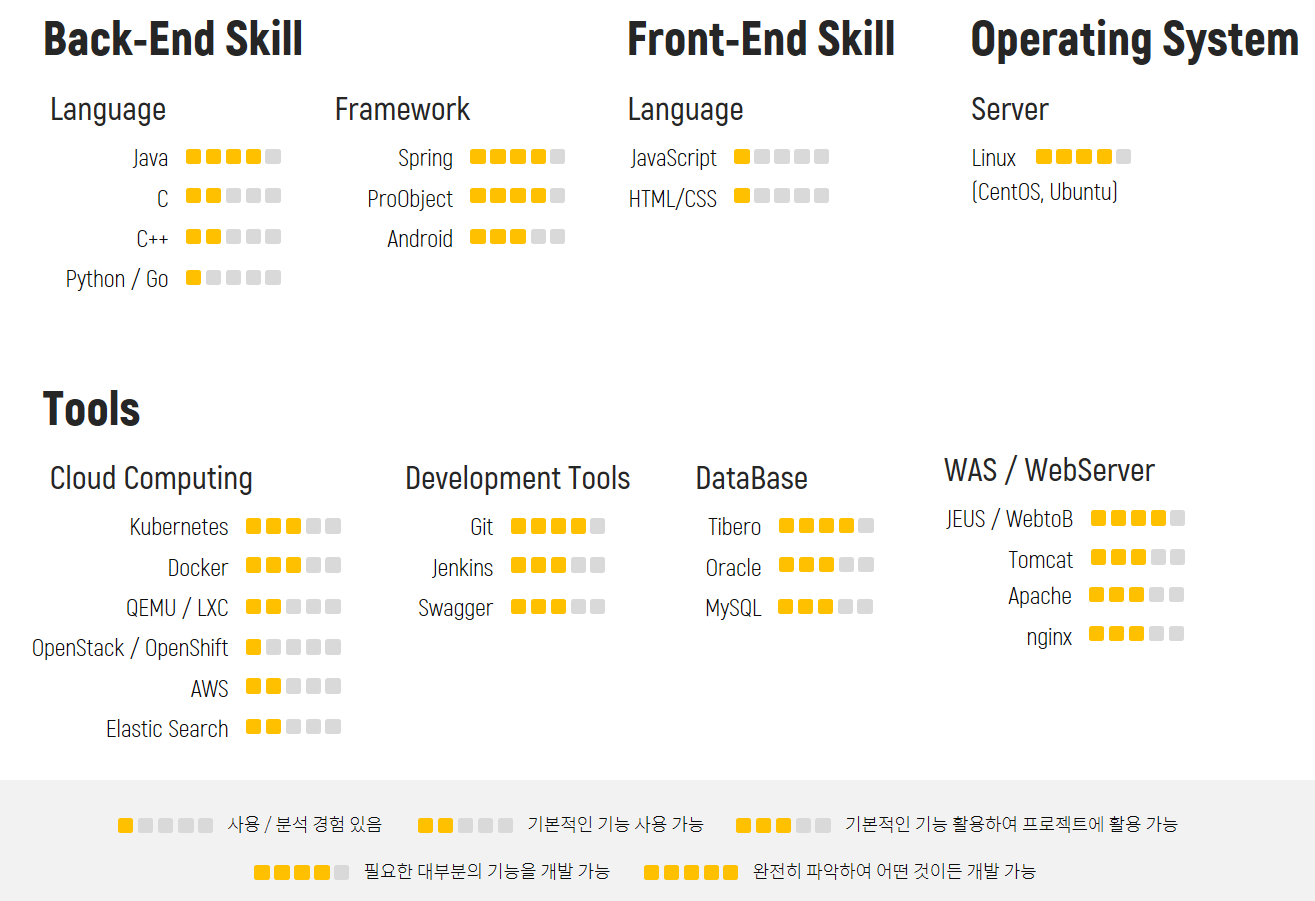 Back-End Skill
Front-End Skill
Operating System
Language
Framework
Language
Server
Java
Spring
JavaScript
Linux
(CentOS, Ubuntu)
C
ProObject
HTML/CSS
C++
Android
Python / Go
Tools
Cloud Computing
Development Tools
DataBase
WAS / WebServer
Kubernetes
Git
Tibero
JEUS / WebtoB
Docker
Jenkins
Oracle
Tomcat
QEMU / LXC
Swagger
MySQL
Apache
OpenStack / OpenShift
nginx
AWS
Elastic Search
사용 / 분석 경험 있음
기본적인 기능 사용 가능
기본적인 기능 활용하여 프로젝트에 활용 가능
필요한 대부분의 기능을 개발 가능
완전히 파악하여 어떤 것이든 개발 가능